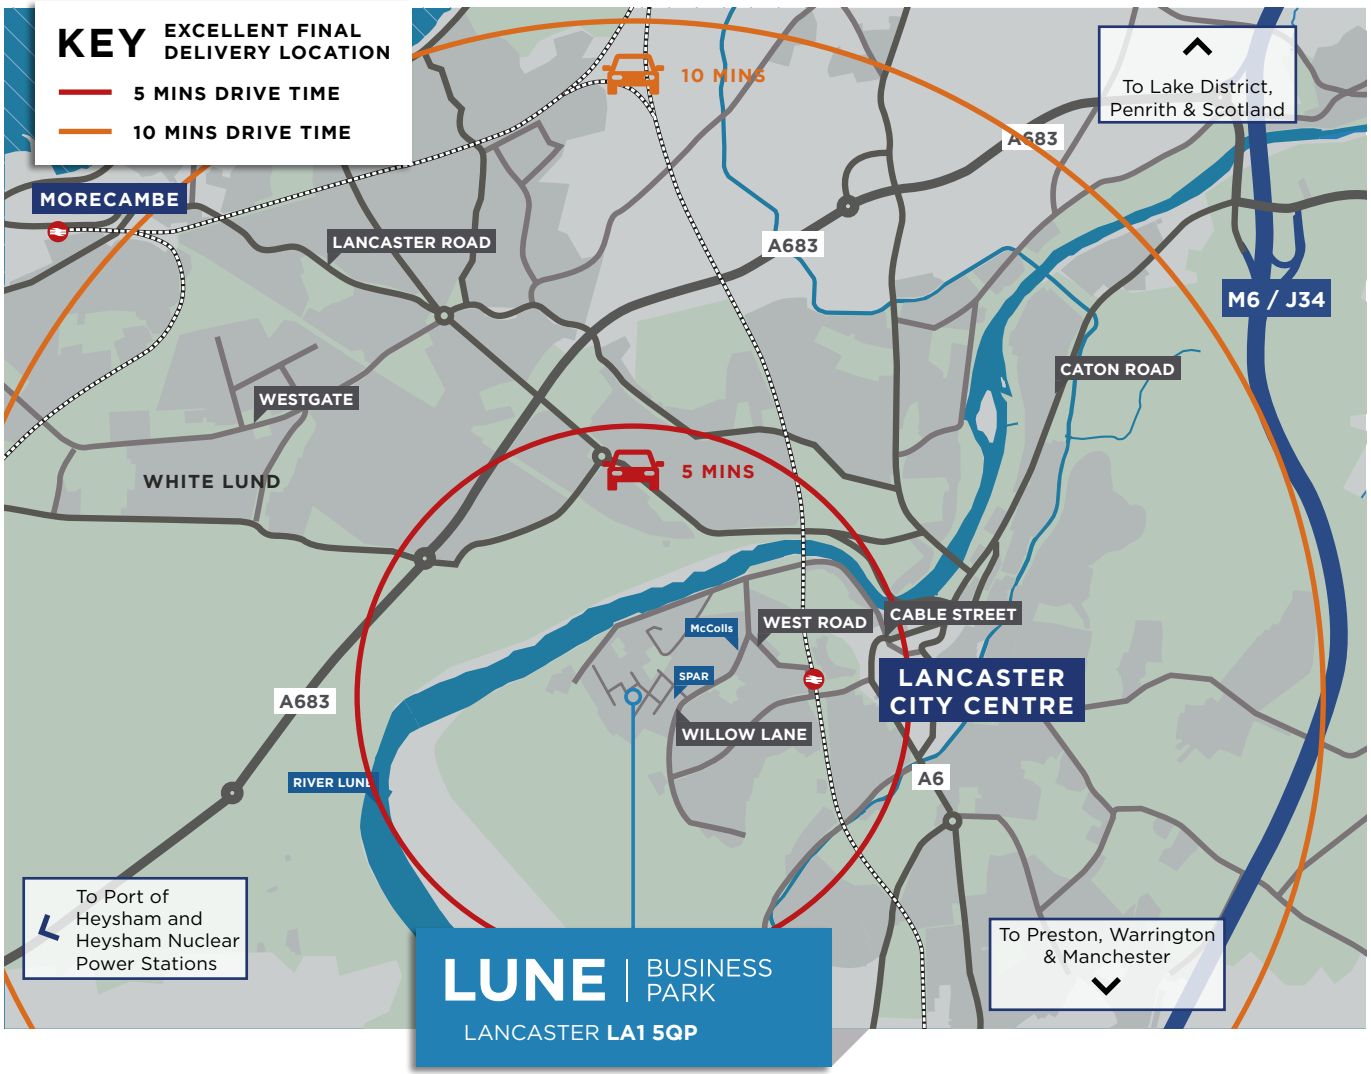 KEY
EXCELLENT FINAL
DELIVERY LOCATION
5 MINS DRIVE TIME
10 MINS DRIVE TIME
10 MINS
To Lake District,
Penrith & Scotland
A683
MORECAMBE
LANCASTER ROAD
A683
M6 / J34
CATON ROAD
WESTGATE
WHITE LUND
5 MINS
CABLE STREET
WEST ROAD
McColls
SPAR
LANCASTER
CITY CENTRE
A683
WILLOW LANE
RIVER LUNE
A6
To Port of
Heysham and
Heysham Nuclear
Power Stations
To Preston, Warrington
& Manchester
LUNE
BUSINESS
PARK
LANCASTER LA1 5QP